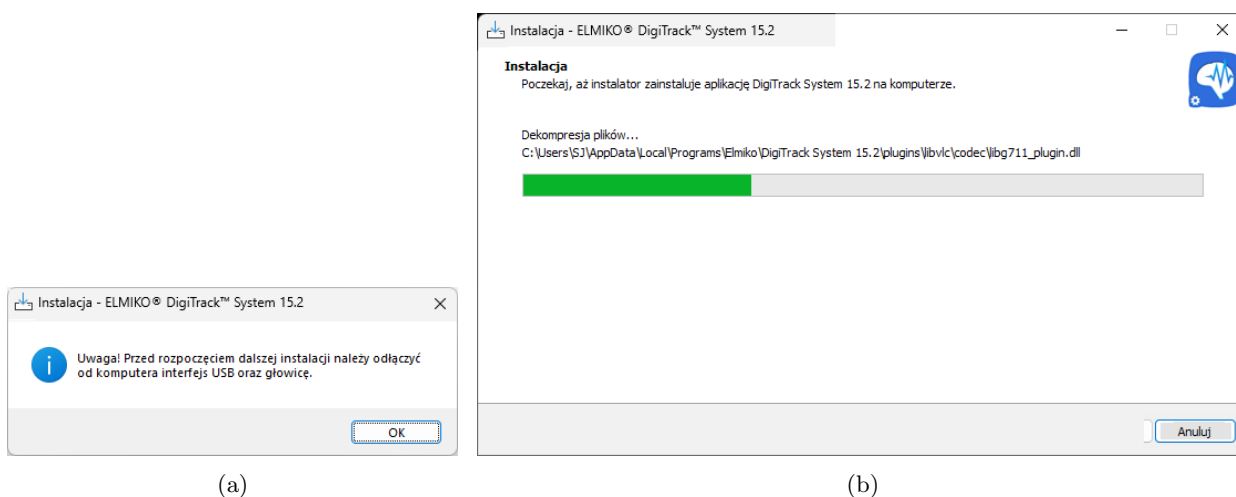 Instalacja - ELMIKO® DigiTrack™ System 15.2
Uwaga! Przed rozpoczęciem dalszej instalacji należy odłączyć
od komputera interfejs USB oraz głowicę.
OK
(a)
Instalacja - ELMIKO® DigiTrack™ System 15.2
Instalacja
Poczekaj, aż instalator zainstaluje aplikację DigiTrack System 15.2 na komputerze.
Dekompresja plików...
C:\Users\SJ\AppData\Local\Programs\Elmiko\DigiTrack System 15.2\plugins\libvlc\codec\libg711_plugin.dll
Anuluj
(b)